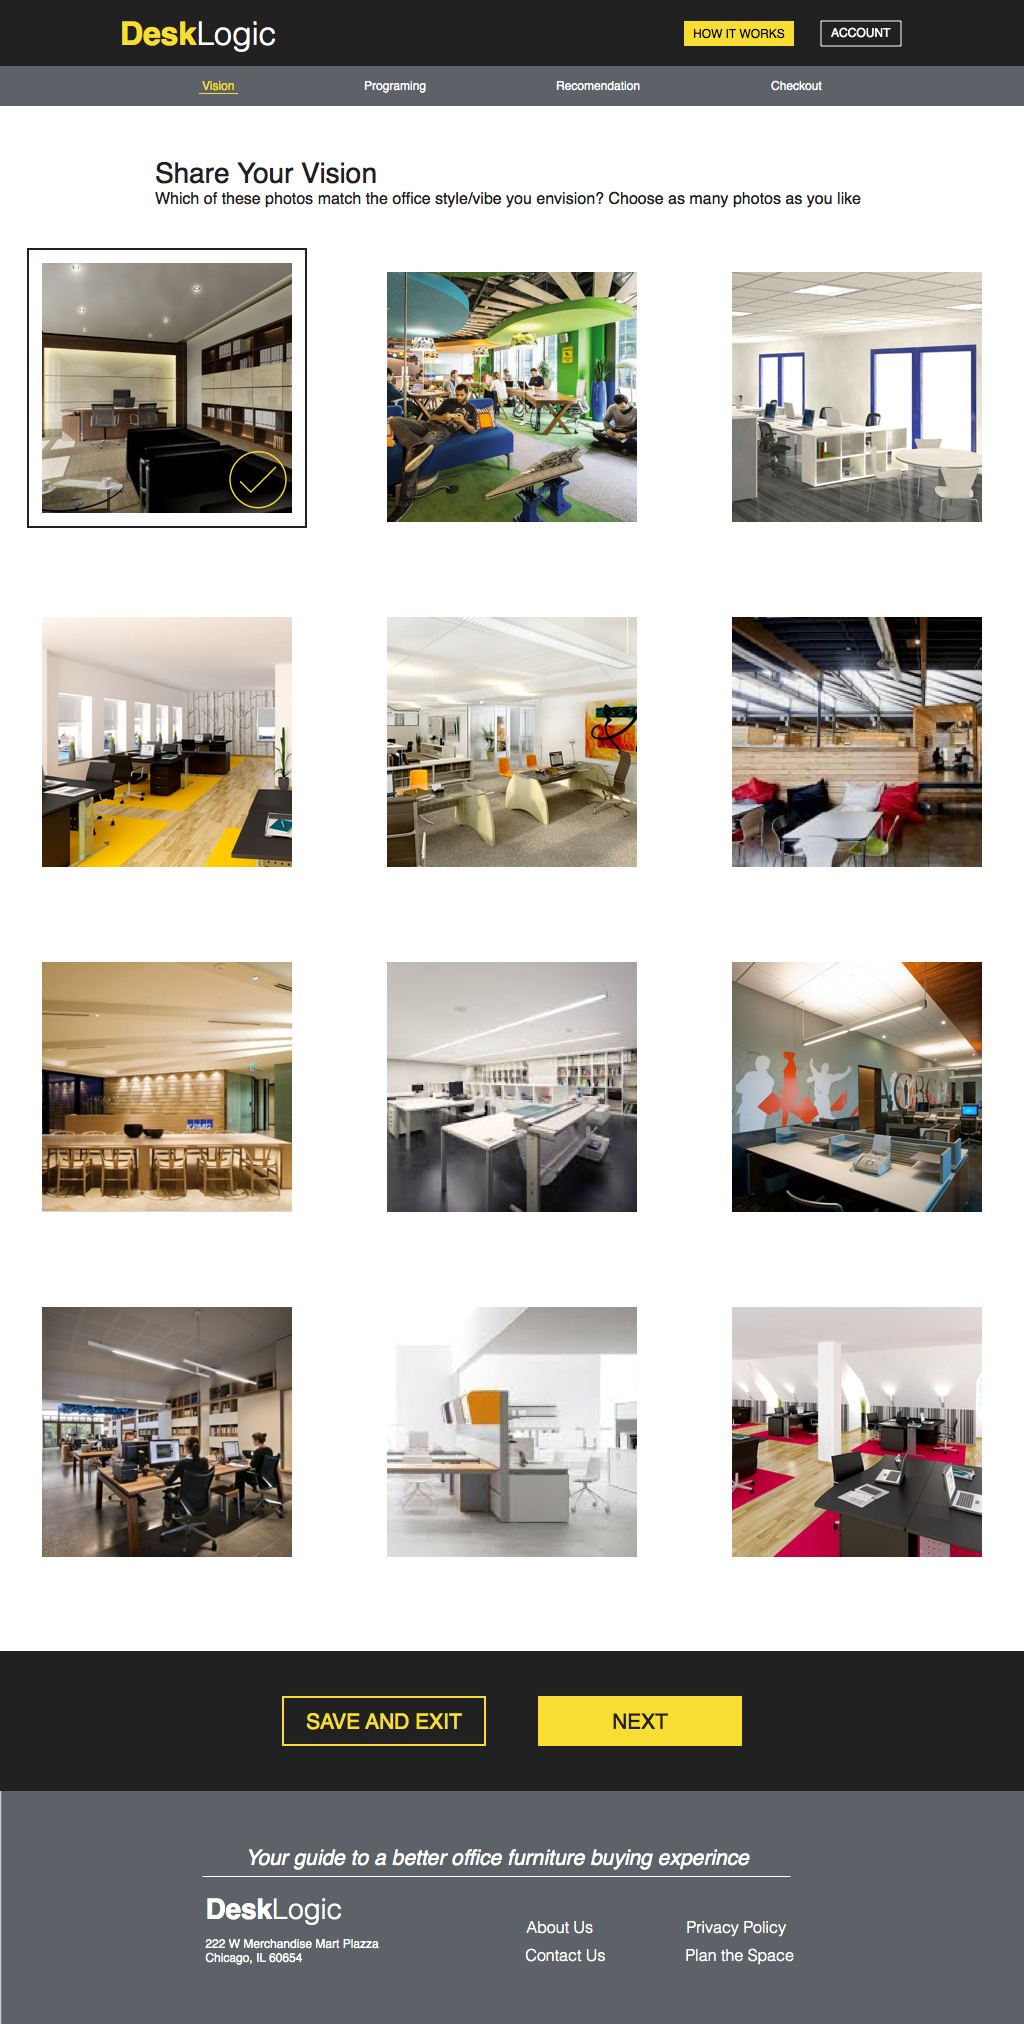 DeskLogic
HOW IT WORKS
ACCOUNT
Vision
Programing
Recomendation
Checkout
Share Your Vision
Which of these photos match the office style/vibe you envision? Choose as many photos as you like
KPMG
SAVE AND EXIT
NEXT
Your guide to a better office furniture buying experince
DeskLogic
222 W Merchandise Mart Plazza
Chicago, IL 60654
About Us
Privacy Policy
Contact Us
Plan the Space